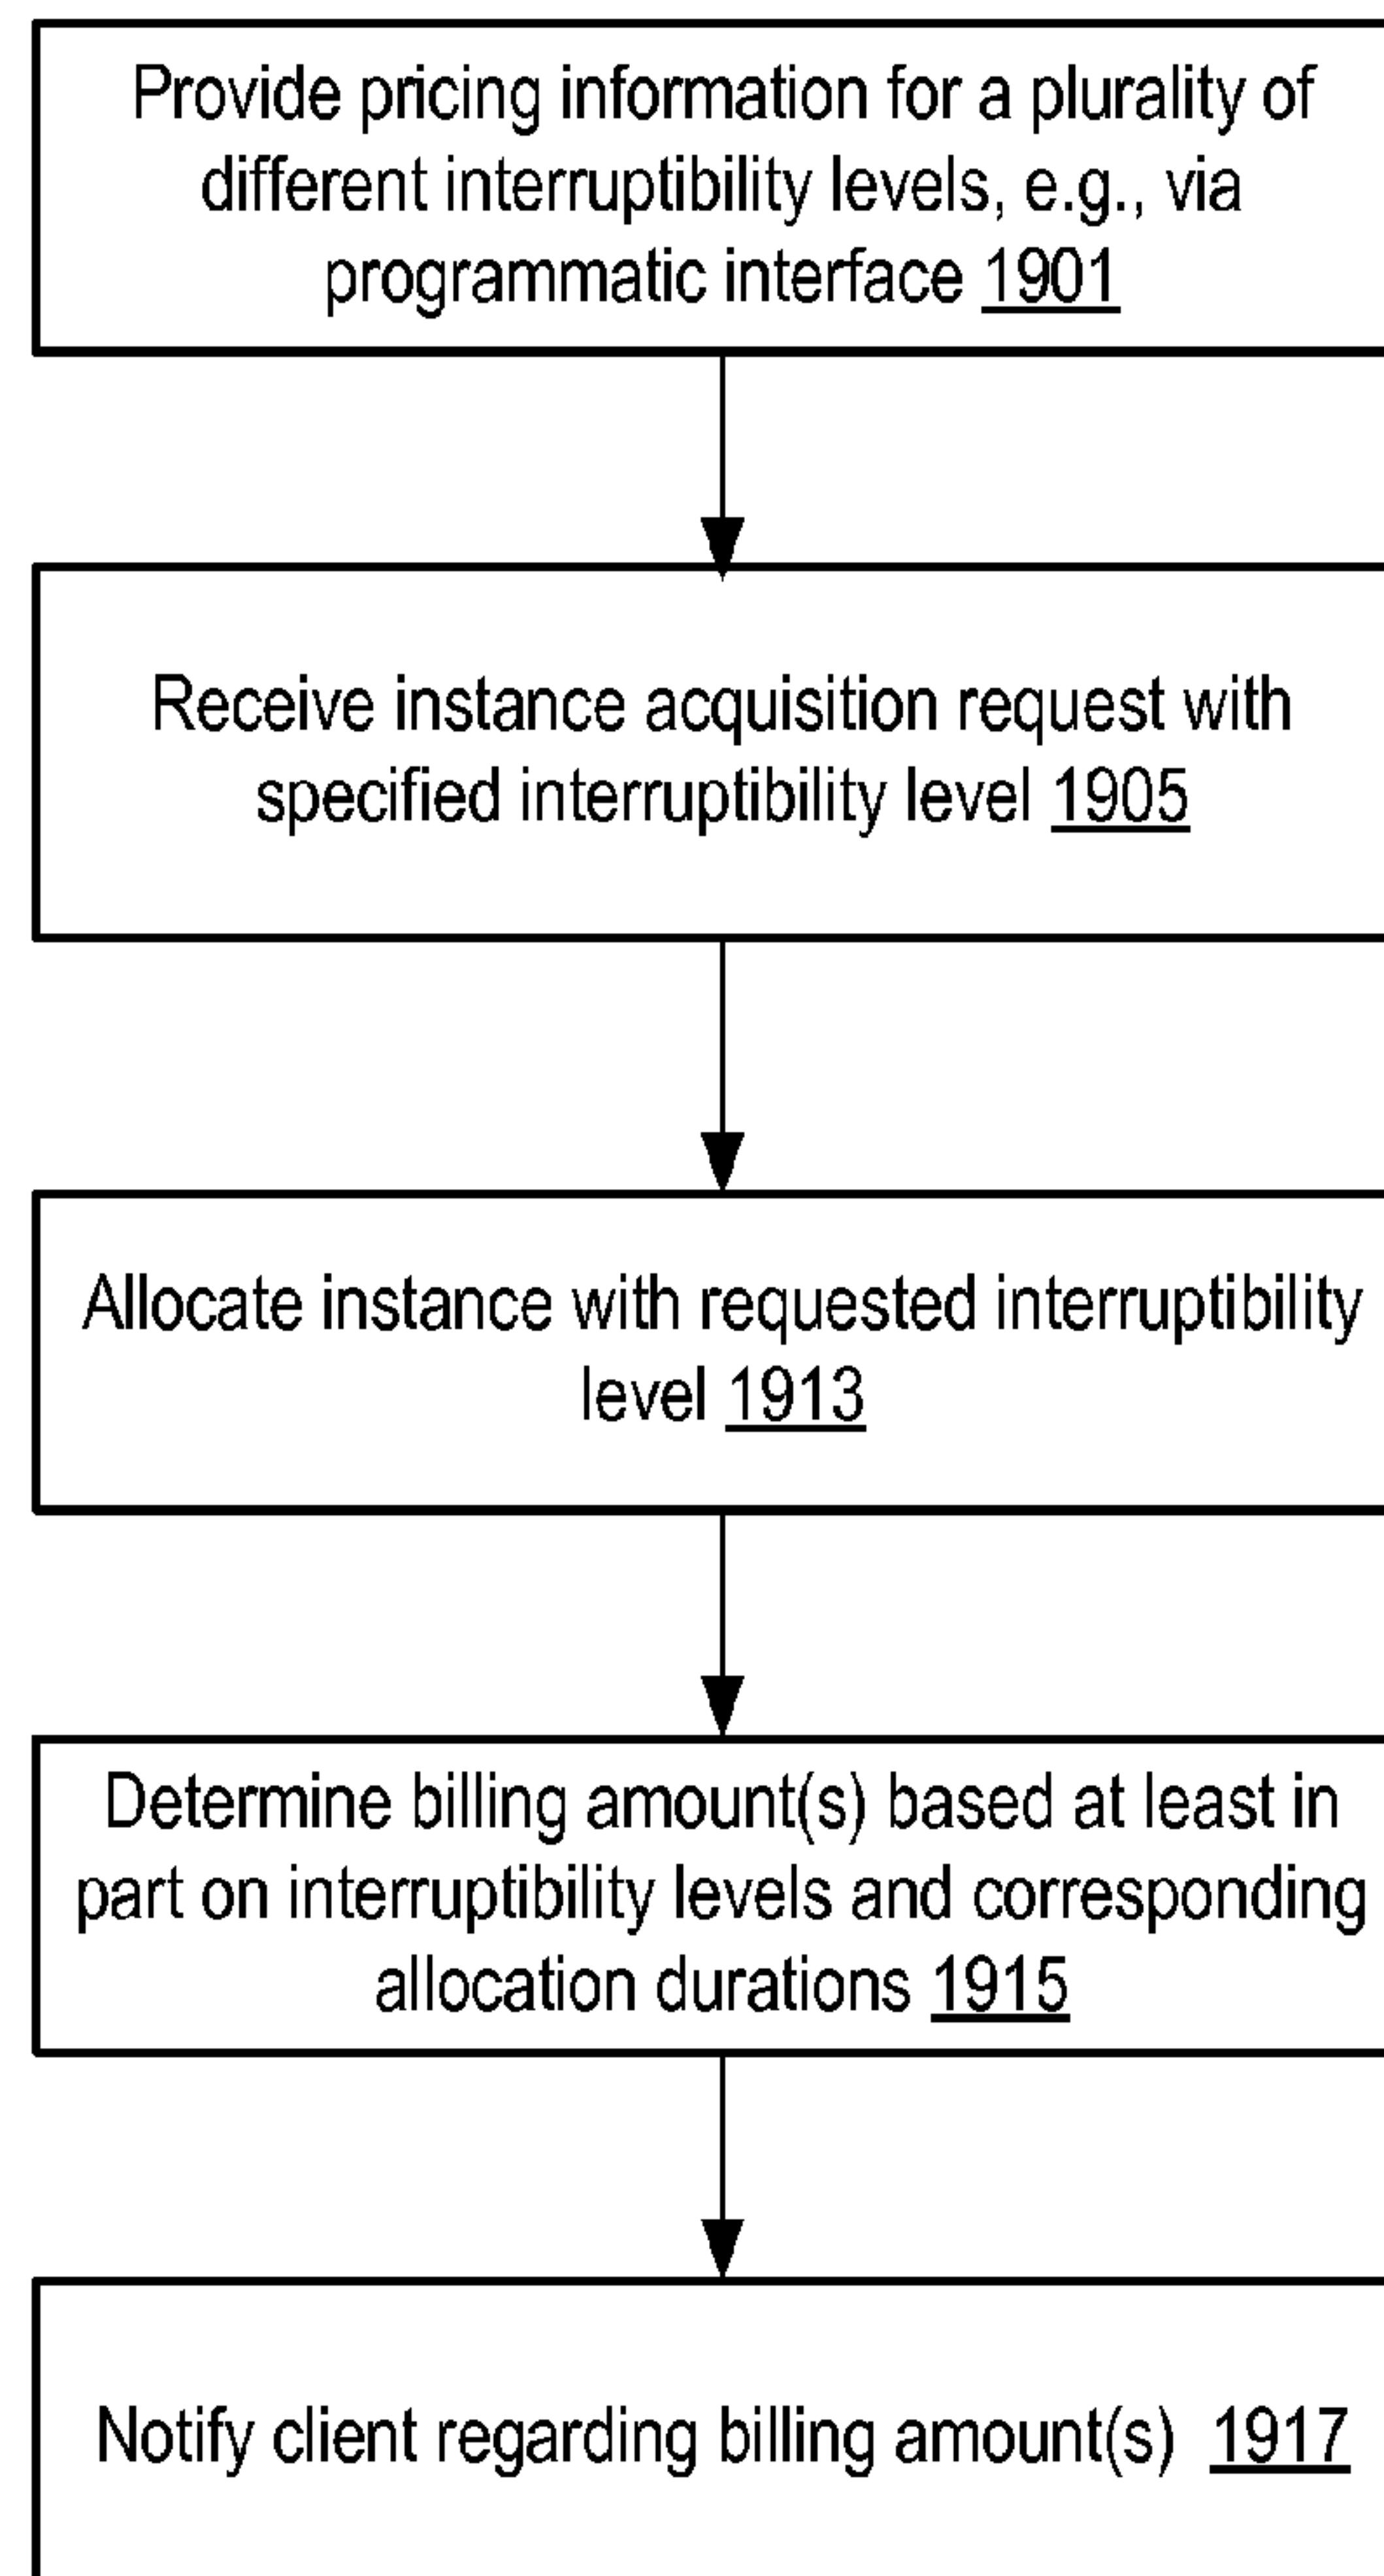 Provide pricing information for a plurality of
different interruptibility levels, e.g., via
programmatic interface 1901
Receive instance acquisition request with
specified interruptibility level 1905
Allocate instance with requested interruptibility
level 1913
Determine billing amount(s) based at least in
part on interruptibility levels and corresponding
allocation durations 1915
Notify client regarding billing amount(s) 1917